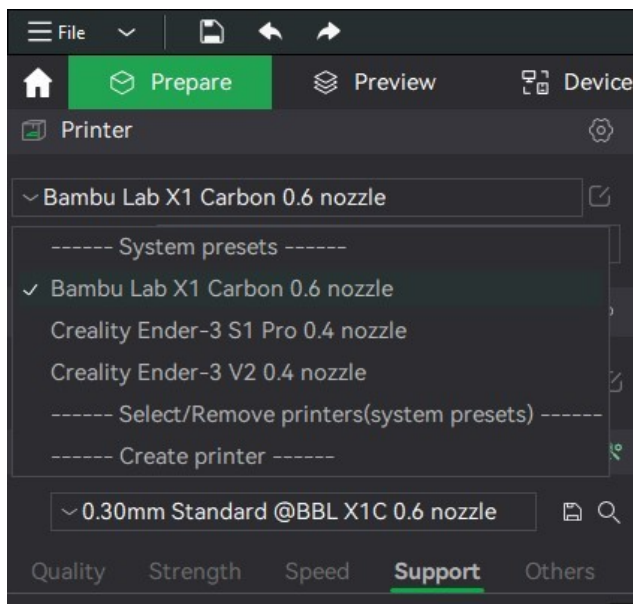 File
Prepare Preview Device
Printer
Bambu Lab X1 Carbon 0.6 nozzle
------ System presets ------
Bambu Lab X1 Carbon 0.6 nozzle
Creality Ender-3 S1 Pro 0.4 nozzle
Creality Ender-3 V2 0.4 nozzle
------ Select/Remove printers(system presets) ------
------ Create printer ------
0.30mm Standard @BBL X1C 0.6 nozzle
Quality Strength Speed Support Others